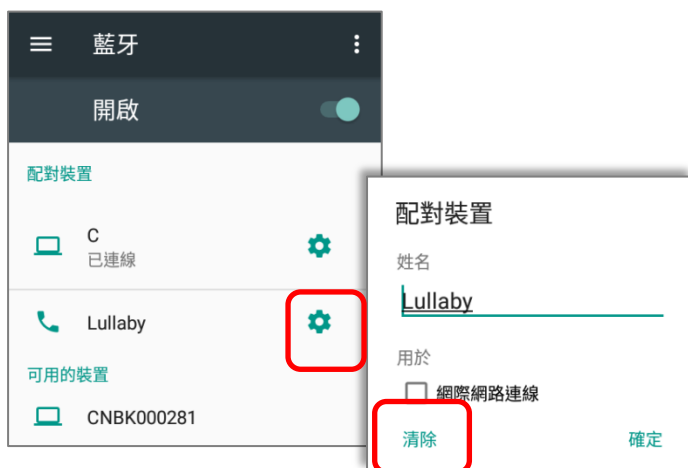 藍牙
開啟
配對裝置
C
已連線
Lullaby
可用的裝置
CNBK000281
配對裝置
姓名
Lullaby
用於
網際網路連線
清除
確定